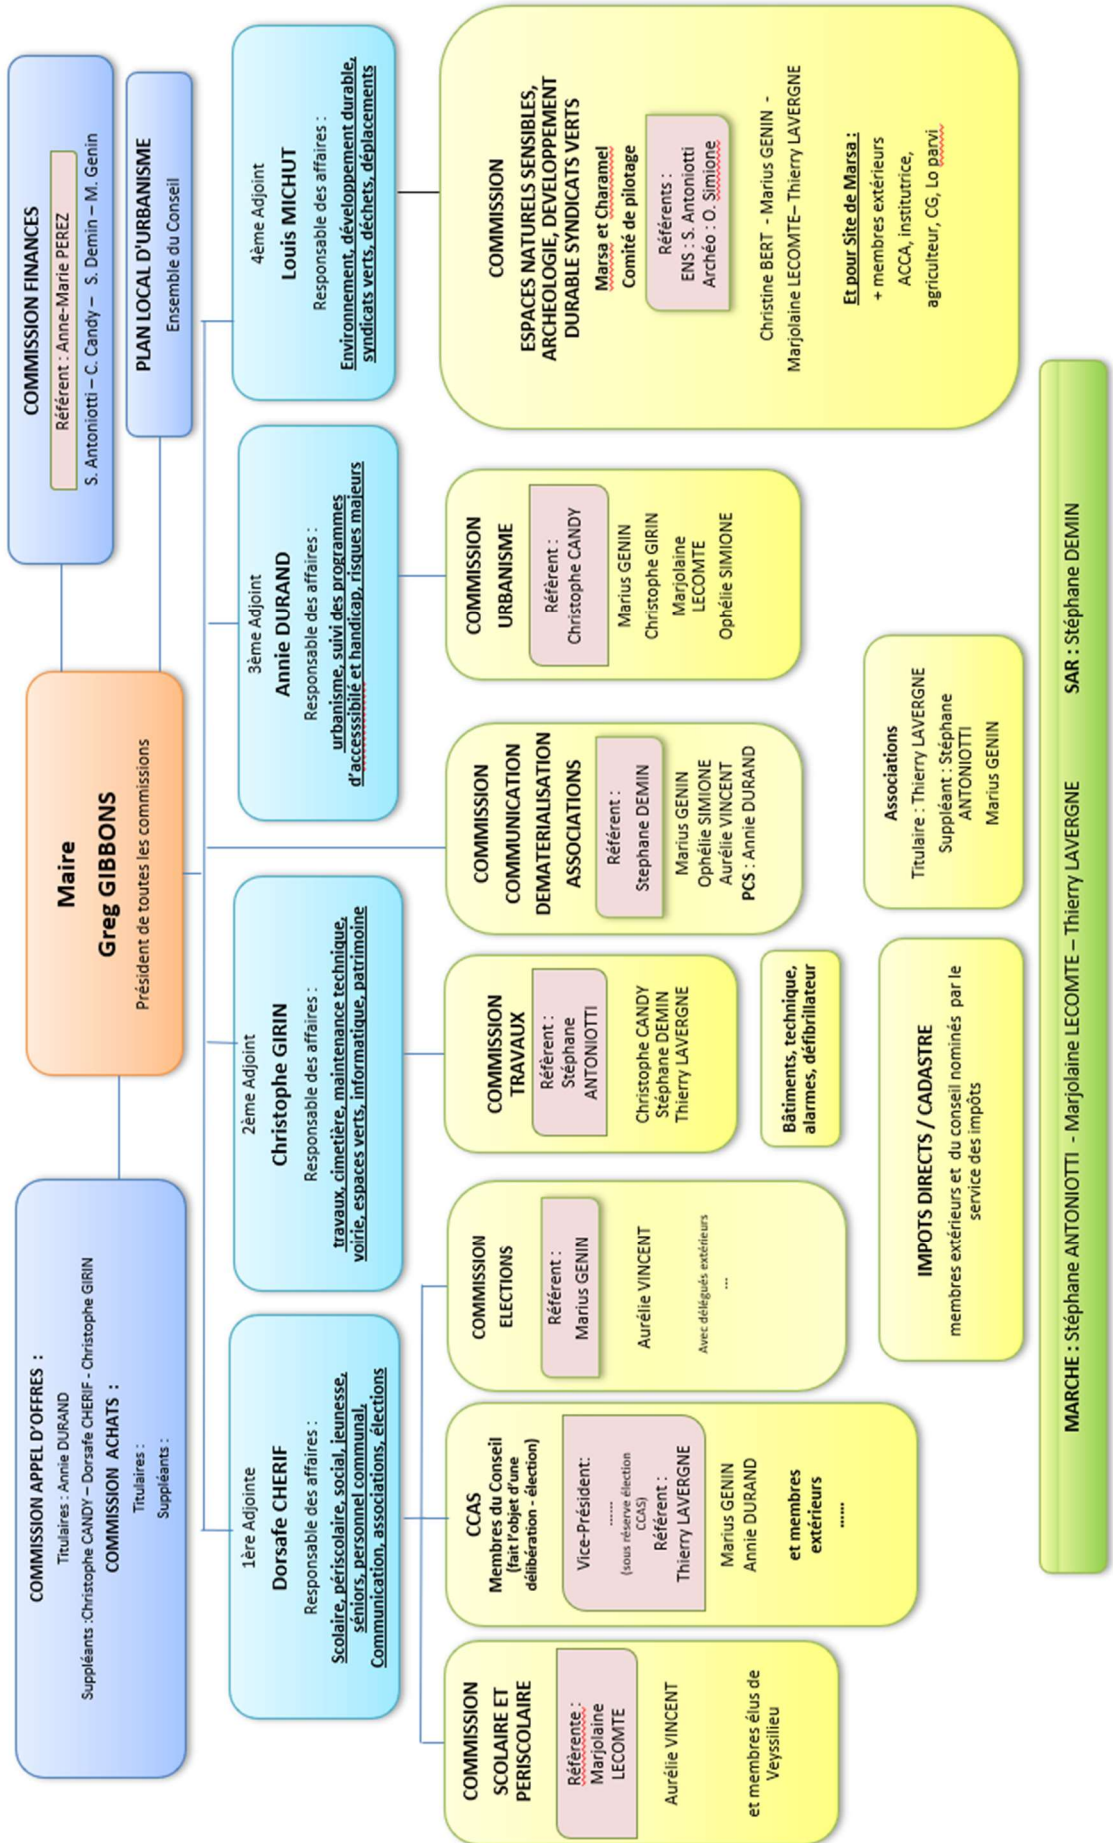 COMMISSION APPEL D'OFFRES :
Titulaires : Annie DURAND
Suppléants :Christophe CANDY – Dorsafe CHERIF - Christophe GIRIN
COMMISSION ACHATS :
Titulaires :
Suppléants :
Maire
Greg GIBBONS
Président de toutes les commissions
COMMISSION FINANCES
Référent : Anne-Marie PEREZ
S. Antoniotti – C. Candy – S. Demin – M. Genin
PLAN LOCAL D'URBANISME
Ensemble du Conseil
1ère Adjointe
Dorsafe CHERIF
Responsable des affaires :
Scolaire, périscolaire, social, jeunesse,
séniors, personnel communal,
Communication, associations, élections
2ème Adjoint
Christophe GIRIN
Responsable des affaires :
travaux, cimetière, maintenance technique,
voirie, espaces verts, informatique, patrimoine
3ème Adjoint
Annie DURAND
Responsable des affaires :
urbanisme, suivi des programmes
d'accesssibilé et handicap, risques majeurs
4ème Adjoint
Louis MICHUT
Responsable des affaires :
Environnement, développement durable,
syndicats verts, déchets, déplacements
COMMISSION
SCOLAIRE ET
PERISCOLAIRE
Référente :
Marjolaine
LECOMTE
Aurélie VINCENT
et membres élus de
Veyssilieu
CCAS
Membres du Conseil
(fait l'objet d'une
délibération - élection)
Vice-Président:
......
(sous réserve élection
CCAS)
Référent :
Thierry LAVERGNE
Marius GENIN
Annie DURAND
et membres
extérieurs
......
COMMISSION
ELECTIONS
Référent :
Marius GENIN
Aurélie VINCENT
Avec délégués extérieurs
...
COMMISSION
TRAVAUX
Référent :
Stéphane
ANTONIOTTI
Christophe CANDY
Stéphane DEMIN
Thierry LAVERGNE
Bâtiments, technique,
alarmes, défibrillateur
COMMISSION
COMMUNICATION
DEMATERIALISATION
ASSOCIATIONS
Référent :
Stephane DEMIN
Marius GENIN
Ophélie SIMIONE
Aurélie VINCENT
PCS : Annie DURAND
COMMISSION
URBANISME
Référent :
Christophe CANDY
Marius GENIN
Christophe GIRIN
Marjolaine
LECOMTE
Ophélie SIMIONE
COMMISSION
ESPACES NATURELS SENSIBLES,
ARCHEOLOGIE, DEVELOPPEMENT
DURABLE SYNDICATS VERTS
Marsa et Charamel
Comité de pilotage
Référents :
ENS : S. Antoniotti
Archéo : O. Simione
Christine BERT - Marius GENIN -
Marjolaine LECOMTE– Thierry LAVERGNE
Et pour Site de Marsa :
+ membres extérieurs
ACCA, institutrice,
agriculteur, CG, Lo parvi
IMPOTS DIRECTS / CADASTRE
membres extérieurs et du conseil nominés par le
service des impôts
Associations
Titulaire : Thierry LAVERGNE
Suppléant : Stéphane
ANTONIOTTI
Marius GENIN
MARCHE : Stéphane ANTONIOTTI - Marjolaine LECOMTE – Thierry LAVERGNE SAR : Stéphane DEMIN